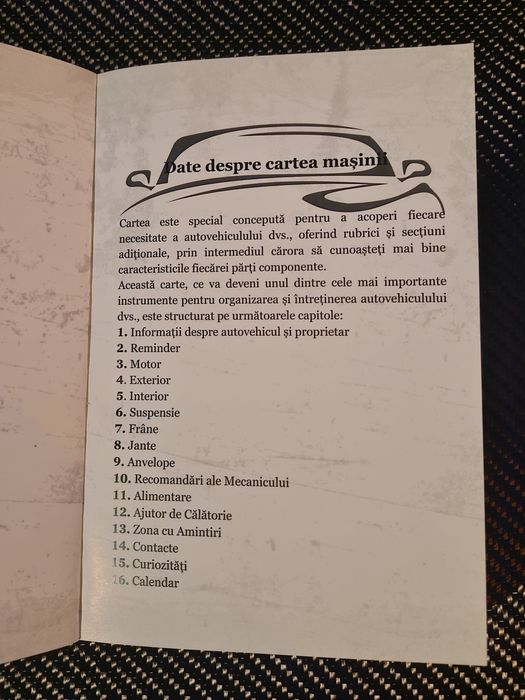 Date despre cartea mașinii
Cartea este special concepută pentru a acoperi fiecare
necesitate a autovehiculului dvs., oferind rubrici și secțiuni
adiționale, prin intermediul cărora să cunoașteți mai bine
caracteristicile fiecărei părți componente.
Această carte, ce va deveni unul dintre cele mai importante
instrumente pentru organizarea și întreținerea autovehiculului
dvs., este structurat pe următoarele capitole:
1. Informații despre autovehicul și proprietar
2. Reminder
3. Motor
4. Exterior
5. Interior
6. Suspensie
7. Frâne
8. Jante
9. Anvelope
10. Recomandări ale Mecanicului
11. Alimentare
12. Ajutor de Călătorie
13. Zona cu Amintiri
14. Contacte
15. Curiozități
16. Calendar